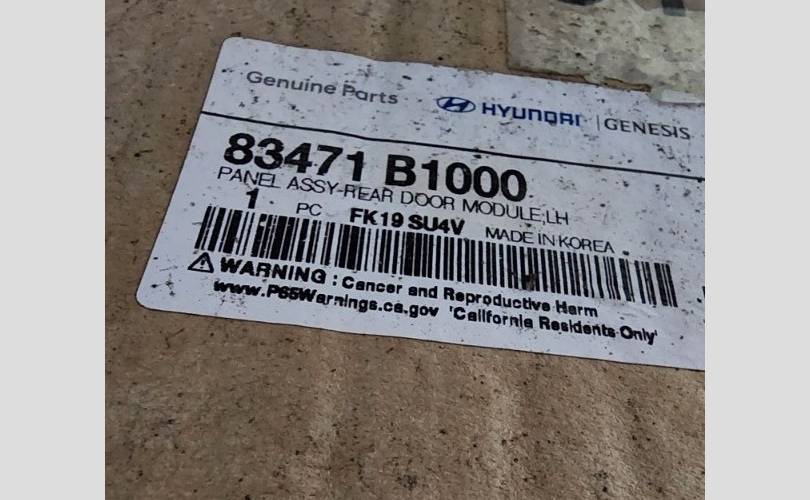 Genuine Parts HYUNDAI | GENESIS
83471 B1000
PANEL ASSY-REAR DOOR MODULE,LH
1 PC FK19 SU4V MADE IN KOREA
WARNING : Cancer and Reproductive Harm
www.P65Warnings.ca.gov 'California Residents Only'